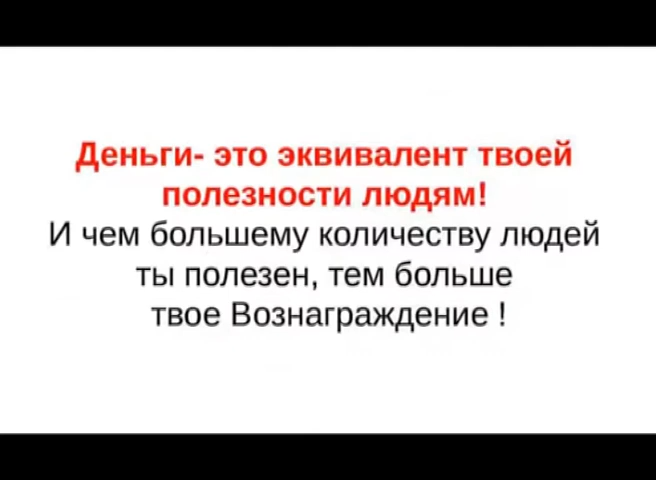 Деньги- это эквивалент твоей
полезности людям!
И чем большему количеству людей
ты полезен, тем больше
твое Вознаграждение !